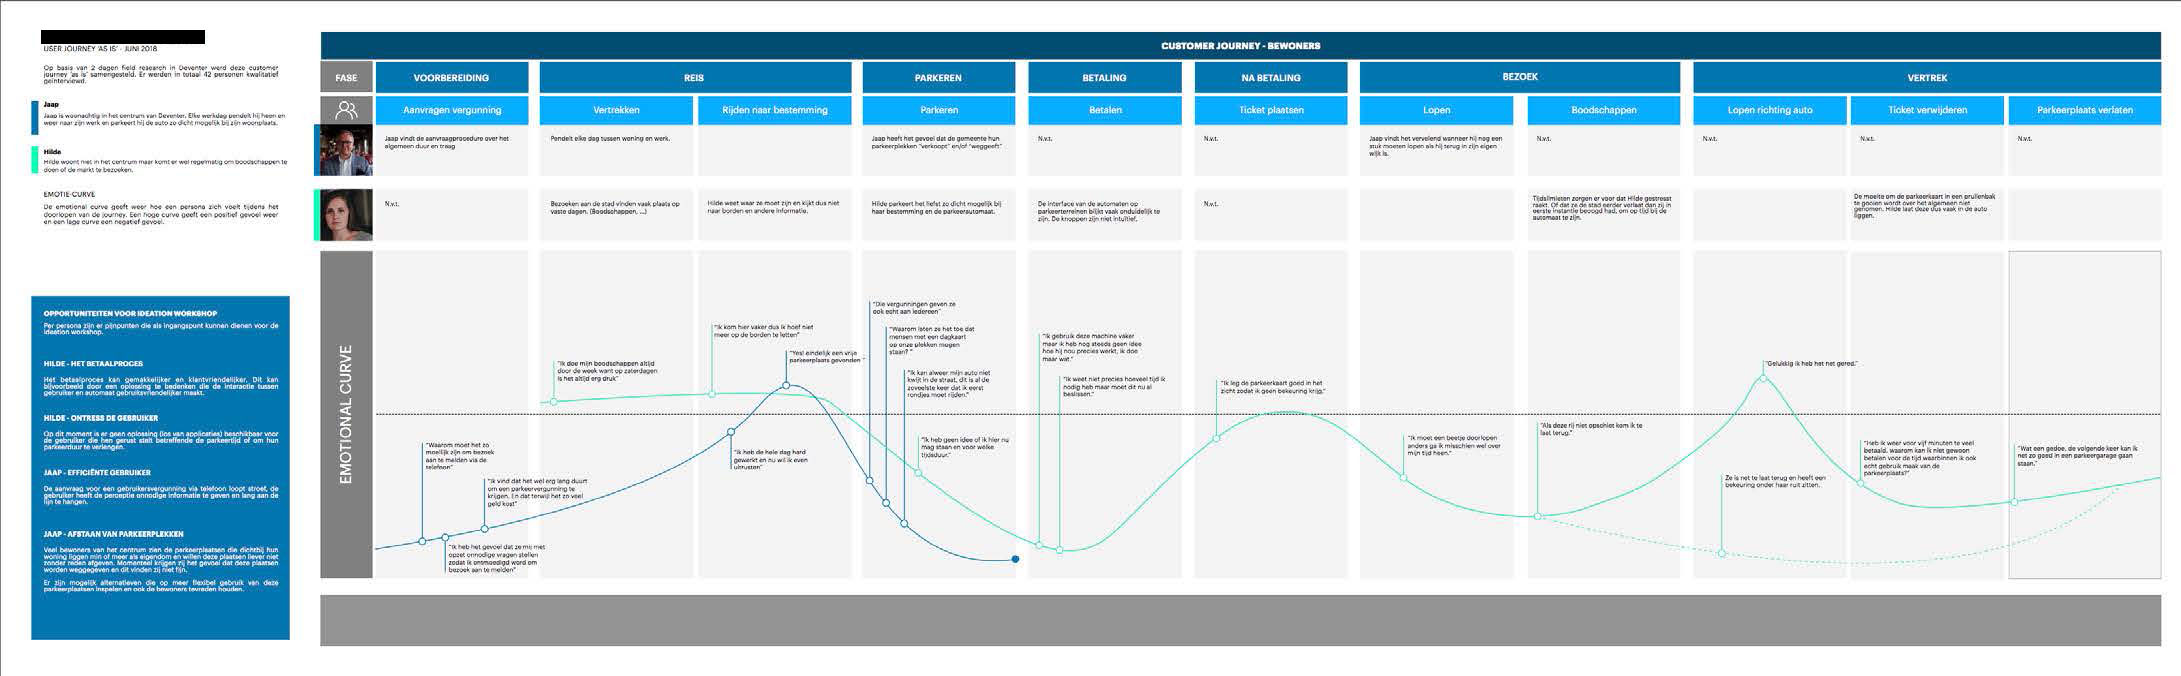 USER JOURNEY 'AS IS' - JUNI 2018
Op basis van 2 dagen field research in Deventer werd deze customer
journey 'as is' samengesteld. Er werden in totaal 42 personen kwalitatief
geïnterviewd.
Jaap
Jaap is woonachtig in het centrum van Deventer. Elke werkdag pendelt hij heen en
weer naar zijn werk en parkeert hij de auto zo dicht mogelijk bij zijn woonplaats.
Hilde
Hilde woont niet in het centrum maar komt er wel regelmatig om boodschappen te
doen of de markt te bezoeken.
EMOTIE-CURVE
De emotional curve geeft weer hoe een persona zich voelt tijdens het
doorlopen van de journey. Een hoge curve geeft een positief gevoel weer
en een lage curve een negatief gevoel.
OPPORTUNITEITEN VOOR IDEATION WORKSHOP
Per persona zijn er pijnpunten die als ingangspunt kunnen dienen voor de
ideation workshop.
HILDE - HET BETAALPROCES
Het betaalproces kan gemakkelijker en klantvriendelijker. Dit kan
bijvoorbeeld door een oplossing te bedenken die de interactie tussen
gebruiker en automaat gebruiksvriendelijker maakt.
HILDE - ONTRESS DE GEBRUIKER
Op dit moment is er geen oplossing (los van applicaties) beschikbaar voor
de gebruiker die hen gerust stelt betreffende de parkeertijd of om hun
parkeerduur te verlengen.
JAAP - EFFICIËNTE GEBRUIKER
De aanvraag voor een gebruikersvergunning via telefoon loopt stroef, de
gebruiker heeft de perceptie onnodige informatie te geven en lang aan de
lijn te hangen.
JAAP - AFSTAAN VAN PARKEERPLEKKEN
Veel bewoners van het centrum zien de parkeerplaatsen die dichtbij hun
woning liggen min of meer als eigendom en willen deze plaatsen liever niet
zonder reden afgeven. Momenteel krijgen zij het gevoel dat deze plaatsen
worden weggegeven en dit vinden zij niet fijn.
Er zijn mogelijk alternatieven die op meer flexibel gebruik van deze
parkeerplaatsen inspelen en ook de bewoners tevreden houden.
CUSTOMER JOURNEY - BEWONERS
FASE
VOORBEREIDING
REIS
PARKEREN
BETALING
NA BETALING
BEZOEK
VERTREK
Aanvragen vergunning
Vertrekken
Rijden naar bestemming
Parkeren
Betalen
Ticket plaatsen
Lopen
Boodschappen
Lopen richting auto
Ticket verwijderen
Parkeerplaats verlaten
Jaap vindt de aanvraagprocedure over het
algemeen duur en traag
Pendelt elke dag tussen woning en werk.
Jaap heeft het gevoel dat de gemeente hun
parkeerplekken "verkoopt" en/of "weggeeft"
N.v.t.
N.v.t.
Jaap vindt het vervelend wanneer hij nog een
stuk moeten lopen als hij terug in zijn eigen
wijk is.
N.v.t.
N.v.t.
N.v.t.
N.v.t.
N.v.t.
Bezoeken aan de stad vinden vaak plaats op
vaste dagen. (Boodschappen, ...)
Hilde weet waar ze moet zijn en kijkt dus niet
naar borden en andere informatie.
Hilde parkeert het liefst zo dicht mogelijk bij
haar bestemming en de parkeerautomaat.
De interface van de automaten op
parkeerterreinen blijkt vaak onduidelijk te
zijn. De knoppen zijn niet intuïtief.
N.v.t.
Tijdslimieten zorgen er voor dat Hilde gestresst
raakt. Of dat ze de stad eerder verlaat dan zij in
eerste instantie beoogd had, om op tijd bij de
automaat te zijn.
De moeite om de parkeerkaart in een prullenbak
te gooien wordt over het algemeen niet
genomen. Hilde laat deze dus vaak in de auto
liggen.
EMOTIONAL CURVE
"Waarom moet het zo
moeilijk zijn om bezoek
aan te melden via de
telefoon"
"Ik vind dat het wel erg lang duurt
om een parkeervergunning te
krijgen. En dat terwijl het zo veel
geld kost"
"Ik heb het gevoel dat ze mij met
opzet onnodige vragen stellen
zodat ik ontmoedigd word om
bezoek aan te melden"
"Ik doe mijn boodschappen altijd
door de week want op zaterdagen
is het altijd erg druk"
"Ik kom hier vaker dus ik hoef niet
meer op de borden te letten"
"Yes! eindelijk een vrije
parkeerplaats gevonden "
"Ik heb de hele dag hard
gewerkt en nu wil ik even
uitrusten"
"Die vergunningen geven ze
ook echt aan iedereen"
"Waarom laten ze het toe dat
mensen met een dagkaart
op onze plekken mogen
staan? "
"Ik kan alweer mijn auto niet
kwijt in de straat, dit is al de
zoveelste keer dat ik eerst
rondjes moet rijden."
"Ik heb geen idee of ik hier nu
mag staan en voor welke
tijdsduur."
"Ik gebruik deze machine vaker
maar ik heb nog steeds geen idee
hoe hij nou precies werkt, ik doe
maar wat."
"Ik weet niet precies hoeveel tijd ik
nodig heb maar moet dit nu al
beslissen."
"Ik leg de parkeerkaart goed in het
zicht zodat ik geen bekeuring krijg."
"Ik moet een beetje doorlopen
anders ga ik misschien wel over
mijn tijd heen."
"Als deze rij niet opschiet kom ik te
laat terug."
"Gelukkig ik heb het net gered."
Ze is net te laat terug en heeft een
bekeuring onder haar ruit zitten.
"Heb ik weer voor vijf minuten te veel
betaald, waarom kan ik niet gewoon
betalen voor de tijd waarbinnen ik ook
echt gebruik maak van de
parkeerplaats?"
"Wat een gedoe, de volgende keer kan ik
net zo goed in een parkeergarage gaan
staan."